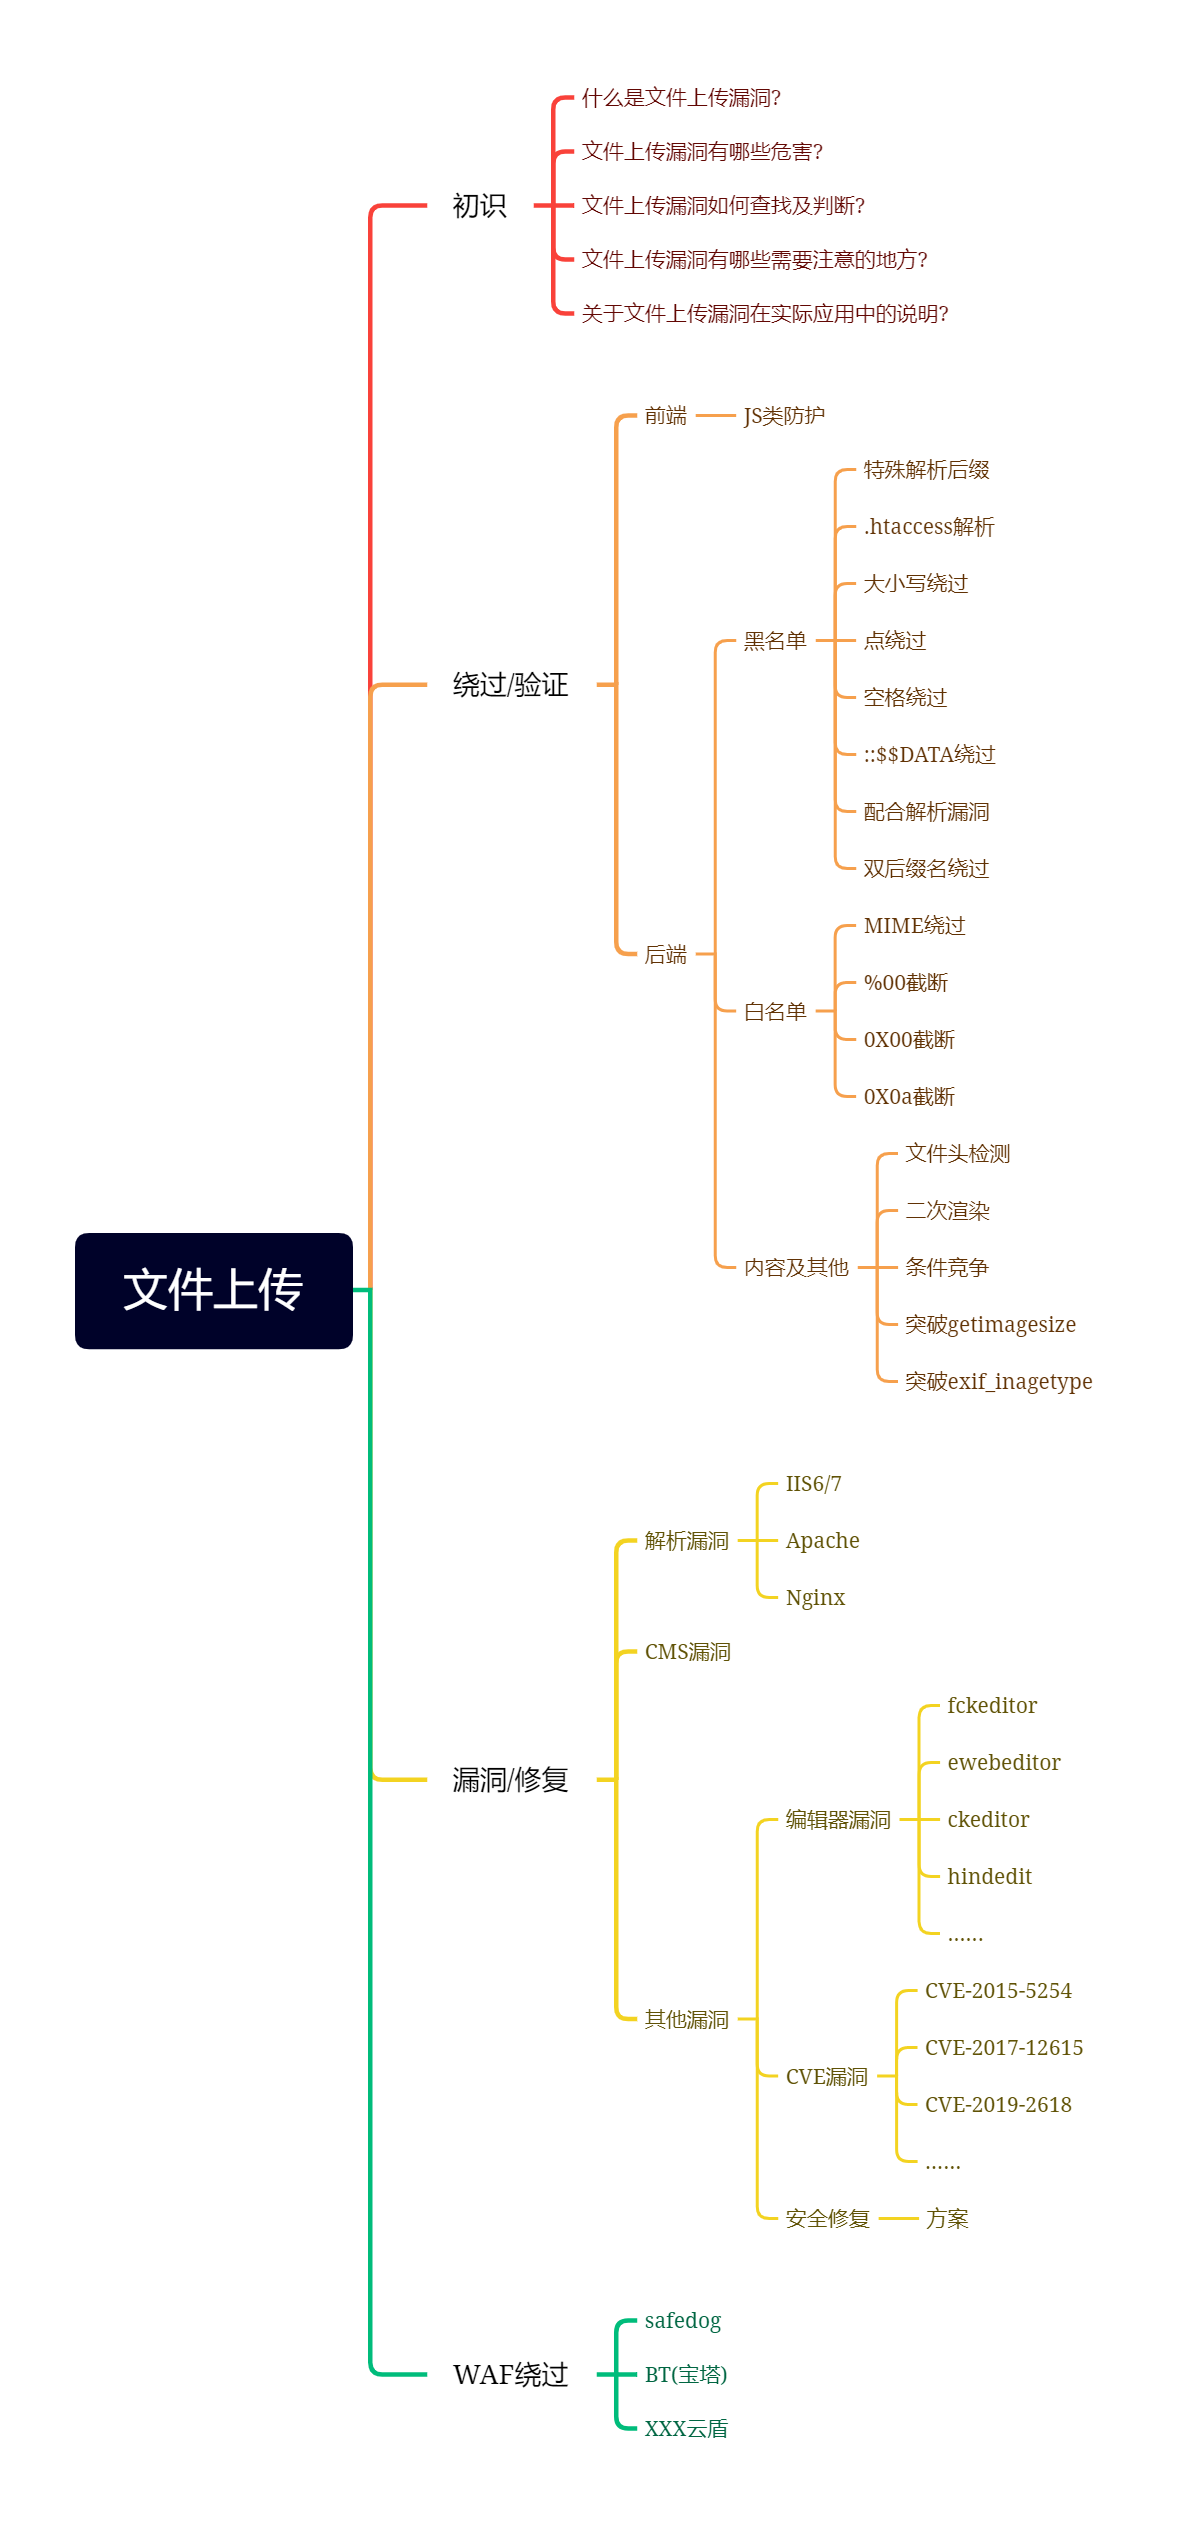 文件上传
初识
什么是文件上传漏洞?
文件上传漏洞有哪些危害?
文件上传漏洞如何查找及判断?
文件上传漏洞有哪些需要注意的地方?
关于文件上传漏洞在实际应用中的说明?
绕过/验证
前端
JS类防护
后端
黑名单
特殊解析后缀
.htaccess解析
大小写绕过
点绕过
空格绕过
::$$DATA绕过
配合解析漏洞
双后缀名绕过
白名单
MIME绕过
%00截断
0X00截断
0X0a截断
内容及其他
文件头检测
二次渲染
条件竞争
突破getimagesize
突破exif_inagetype
漏洞/修复
解析漏洞
IIS6/7
Apache
Nginx
CMS漏洞
其他漏洞
编辑器漏洞
fckeditor
ewebeditor
ckeditor
hindedit
……
CVE漏洞
CVE-2015-5254
CVE-2017-12615
CVE-2019-2618
……
安全修复
方案
WAF绕过
safedog
BT(宝塔)
XXX云盾